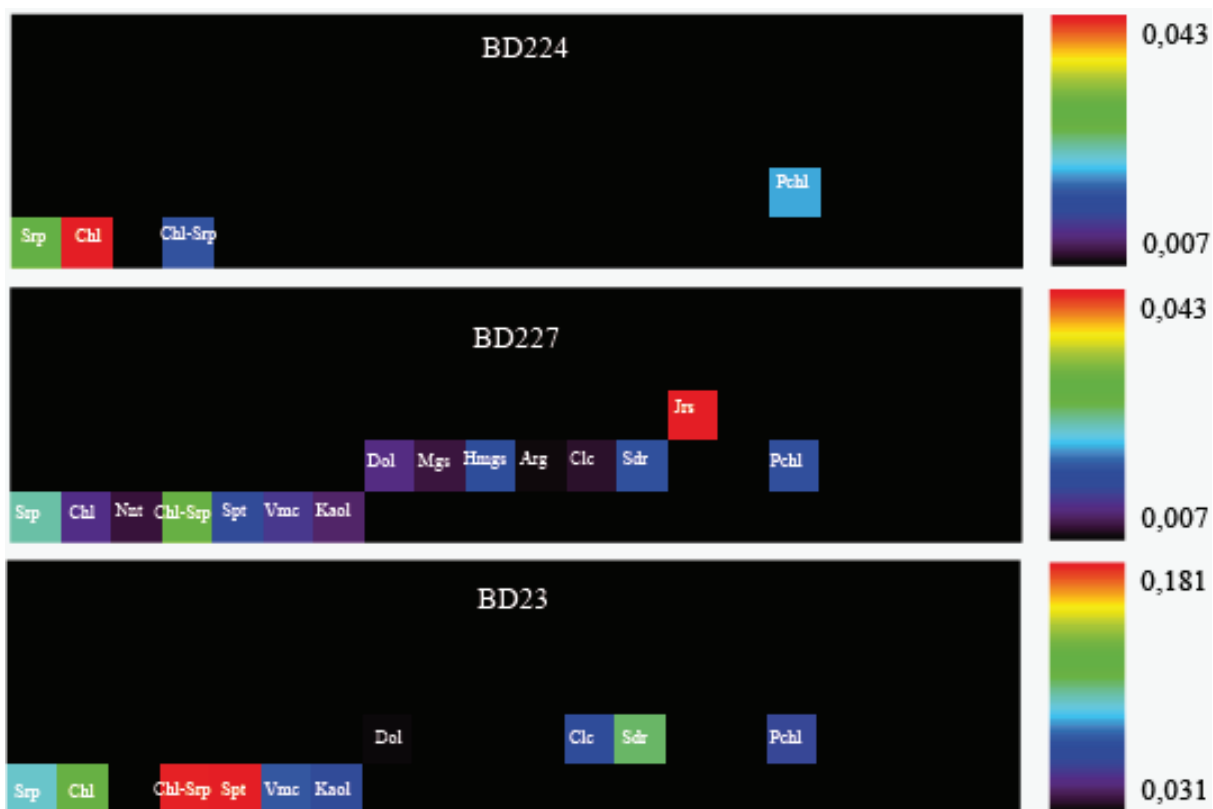 BD224
0,043
Pchl
Srp Chl Chl-Srp
0,007
BD227
0,043
Jrs
Dol Mgs Hmgs Arg Clc Sdr Pchl
Srp Chl Nnt Chl-Srp Spt Vmc Kaol
0,007
BD23
0,181
Dol Clc Sdr Pchl
Srp Chl Chl-Srp Spt Vmc Kaol
0,031